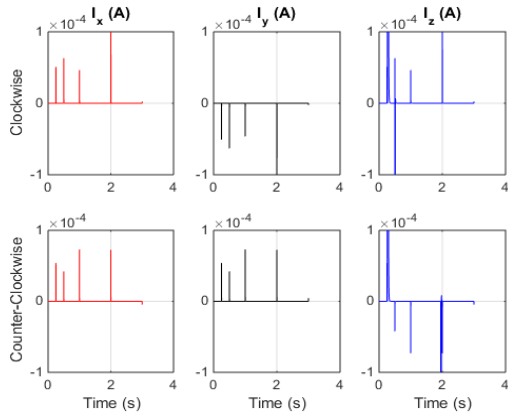 I_x (A) I_y (A) I_z (A)
×10^-4 ×10^-4 ×10^-4
Clockwise
1 1 1
0 0 0
-1 -1 -1
0 2 4 0 2 4 0 2 4
×10^-4 ×10^-4 ×10^-4
Counter-Clockwise
1 1 1
0 0 0
-1 -1 -1
0 2 4 0 2 4 0 2 4
Time (s) Time (s) Time (s)